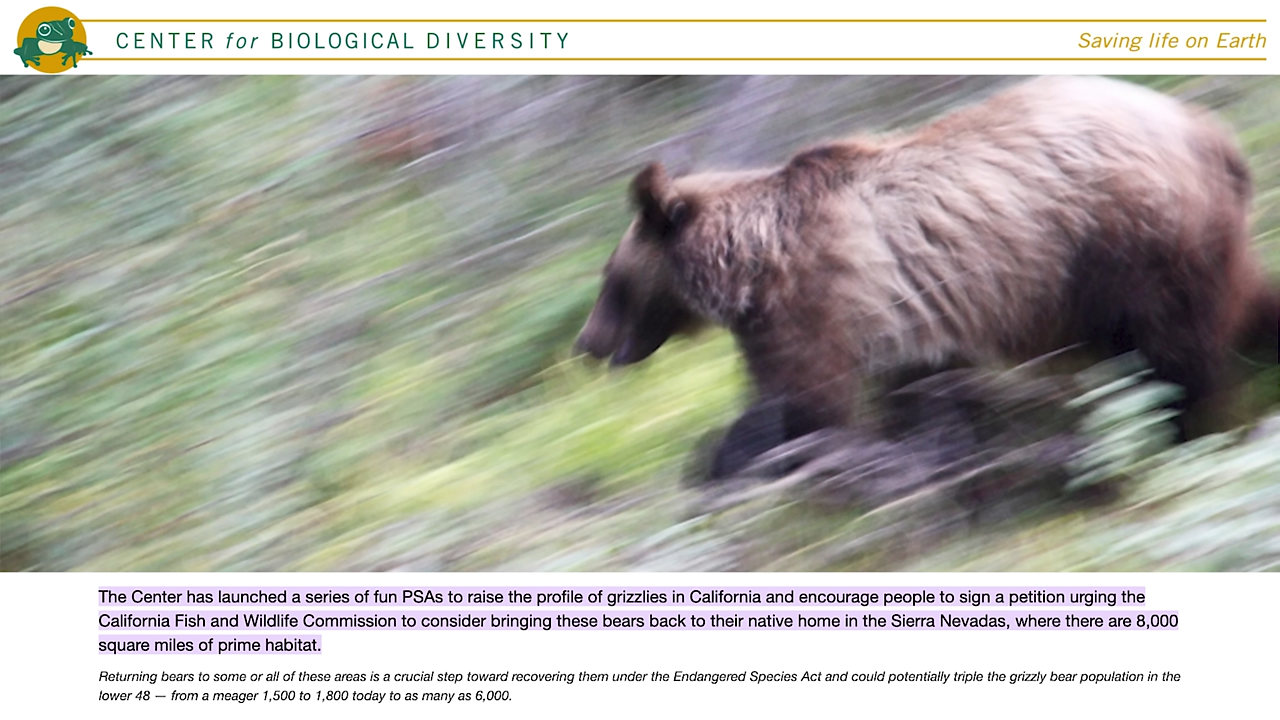 CENTER for BIOLOGICAL DIVERSITY
Saving life on Earth
The Center has launched a series of fun PSAs to raise the profile of grizzlies in California and encourage people to sign a petition urging the
California Fish and Wildlife Commission to consider bringing these bears back to their native home in the Sierra Nevadas, where there are 8,000
square miles of prime habitat.
Returning bears to some or all of these areas is a crucial step toward recovering them under the Endangered Species Act and could potentially triple the grizzly bear population in the
lower 48 — from a meager 1,500 to 1,800 today to as many as 6,000.